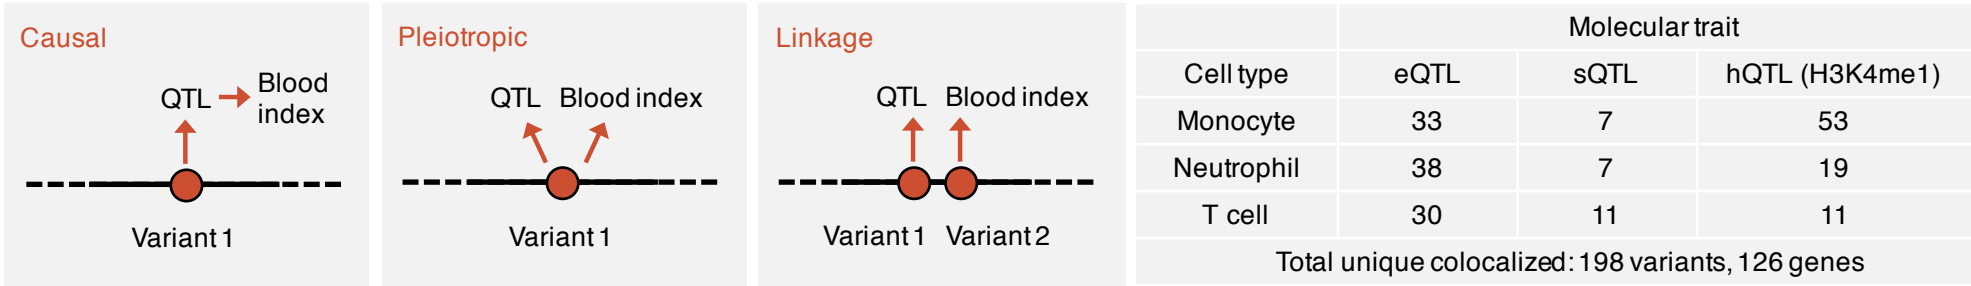 Causal
QTL
Blood
index
Variant 1
Pleiotropic
QTL Blood index
Variant 1
Linkage
QTL Blood index
Variant 1 Variant 2
Molecular trait
Cell type eQTL sQTL hQTL (H3K4me1)
Monocyte 33 7 53
Neutrophil 38 7 19
T cell 30 11 11
Total unique colocalized: 198 variants, 126 genes